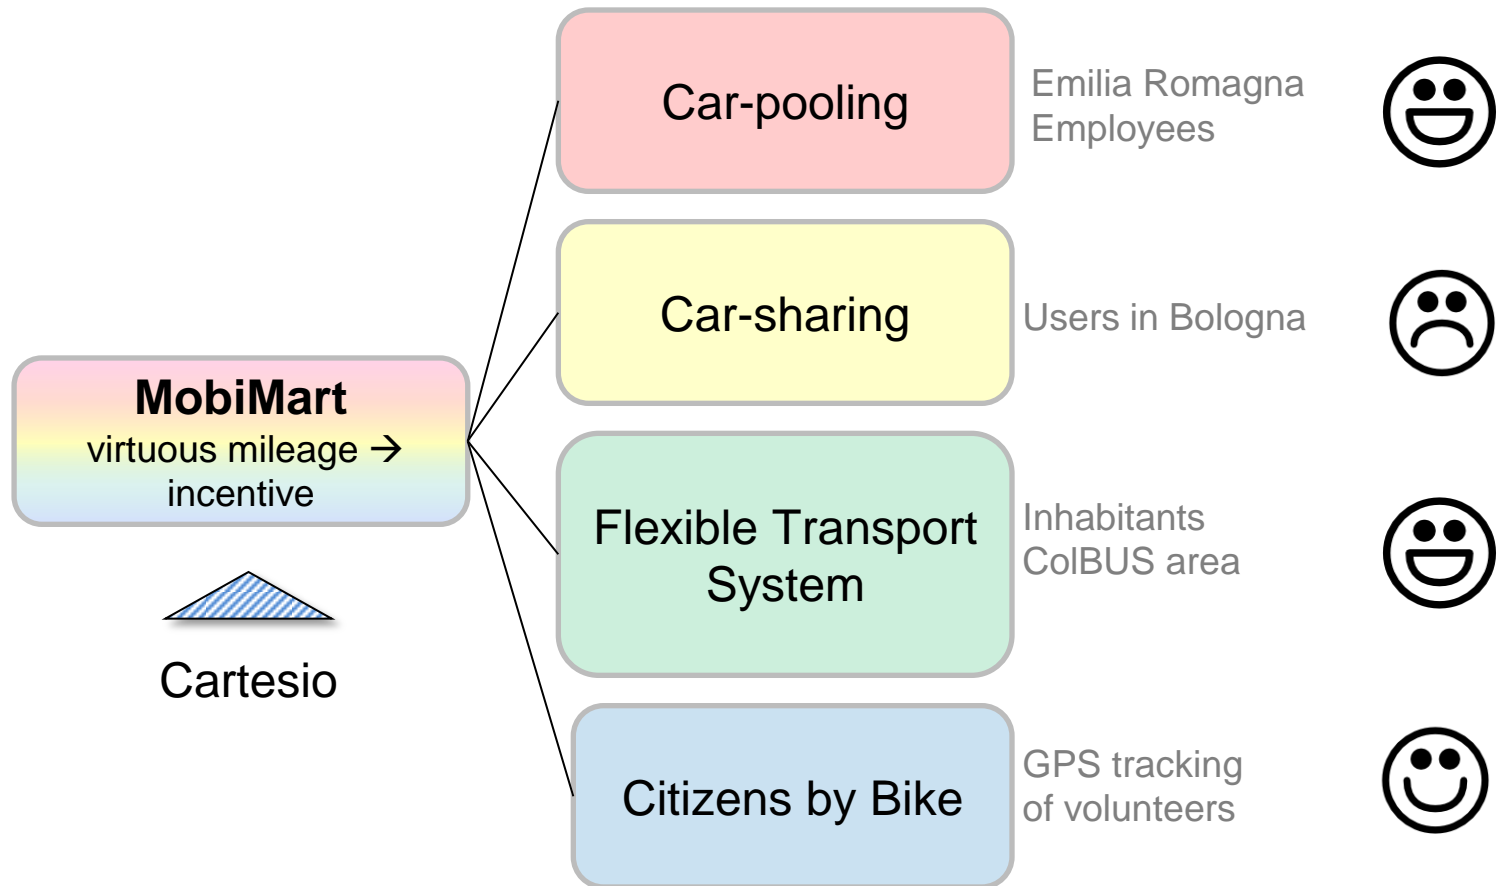 Car-pooling
Emilia Romagna
Employees
Car-sharing
Users in Bologna
MobiMart
virtuous mileage →
incentive
Flexible Transport
System
Inhabitants
ColBUS area
Cartesio
Citizens by Bike
GPS tracking
of volunteers